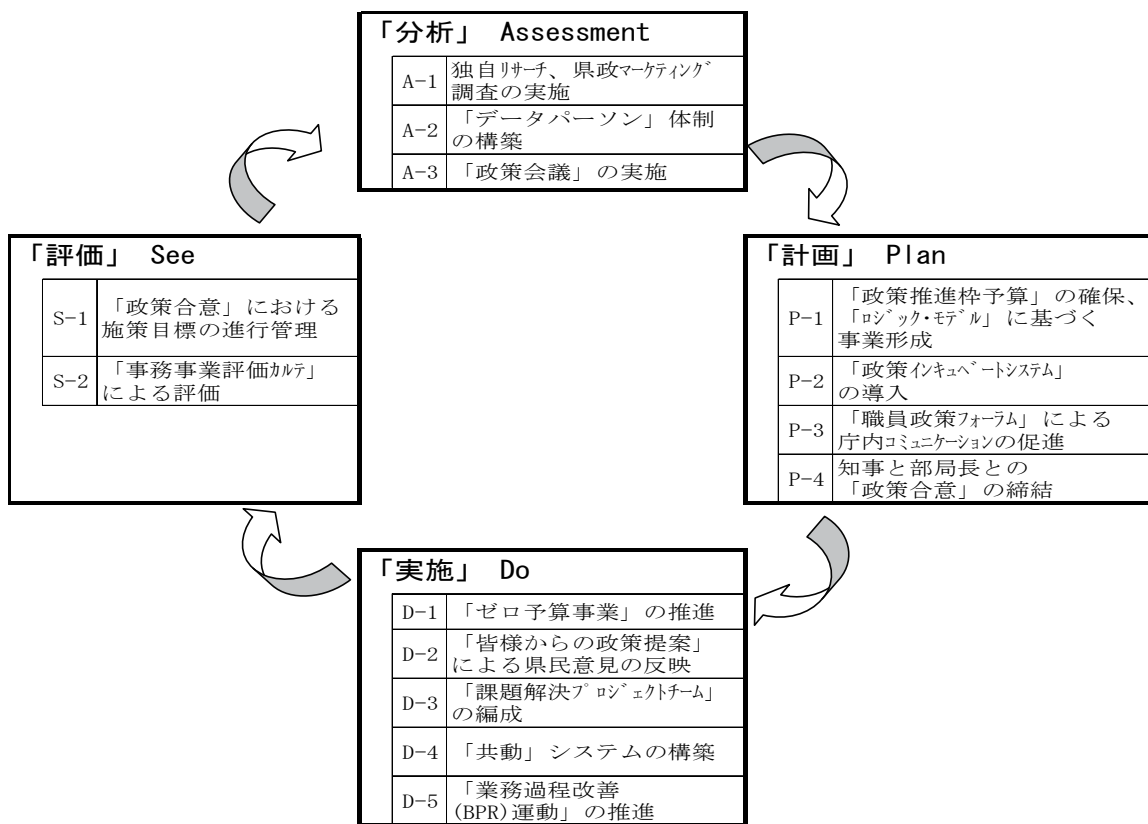 「分析」 Assessment
A-1
独自ﾘｻｰﾁ、県政ﾏｰｹﾃｨﾝｸﾞ
調査の実施
A-2
「データパーソン」体制
の構築
A-3
「政策会議」の実施
「評価」 See
S-1
「政策合意」における
施策目標の進行管理
S-2
「事務事業評価ｶﾙﾃ」
による評価
「計画」 Plan
P-1
「政策推進枠予算」の確保、
「ﾛｼﾞｯｸ・ﾓﾃﾞﾙ」に基づく
事業形成
P-2
「政策ｲﾝｷｭﾍﾞｰﾄｼｽﾃﾑ」
の導入
P-3
「職員政策ﾌｫｰﾗﾑ」による
庁内ｺﾐｭﾆｹｰｼｮﾝの促進
P-4
知事と部局長との
「政策合意」の締結
「実施」 Do
D-1
「ゼロ予算事業」の推進
D-2
「皆様からの政策提案」
による県民意見の反映
D-3
「課題解決ﾌﾟﾛｼﾞｪｸﾄﾁｰﾑ」
の編成
D-4
「共動」システムの構築
D-5
「業務過程改善
(BPR)運動」の推進